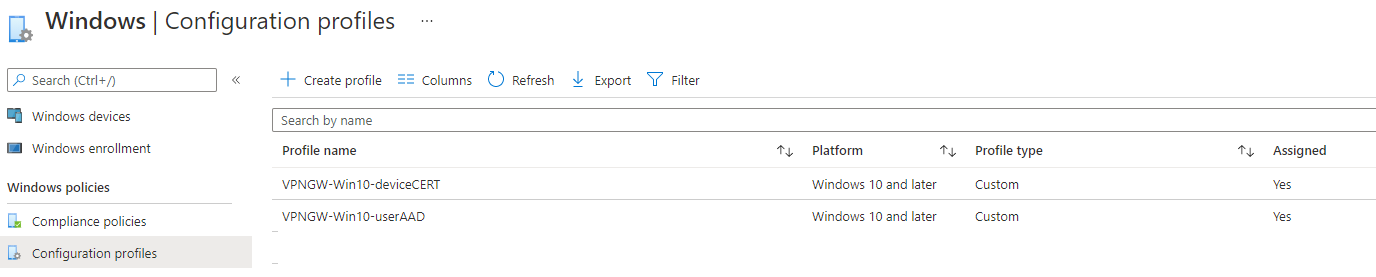 Windows | Configuration profiles ...
Search (Ctrl+/) «
Create profile Columns Refresh Export Filter
Windows devices
Windows enrollment
Windows policies
Compliance policies
Configuration profiles
Search by name
Profile name Platform Profile type Assigned
VPNGW-Win10-deviceCERT Windows 10 and later Custom Yes
VPNGW-Win10-userAAD Windows 10 and later Custom Yes